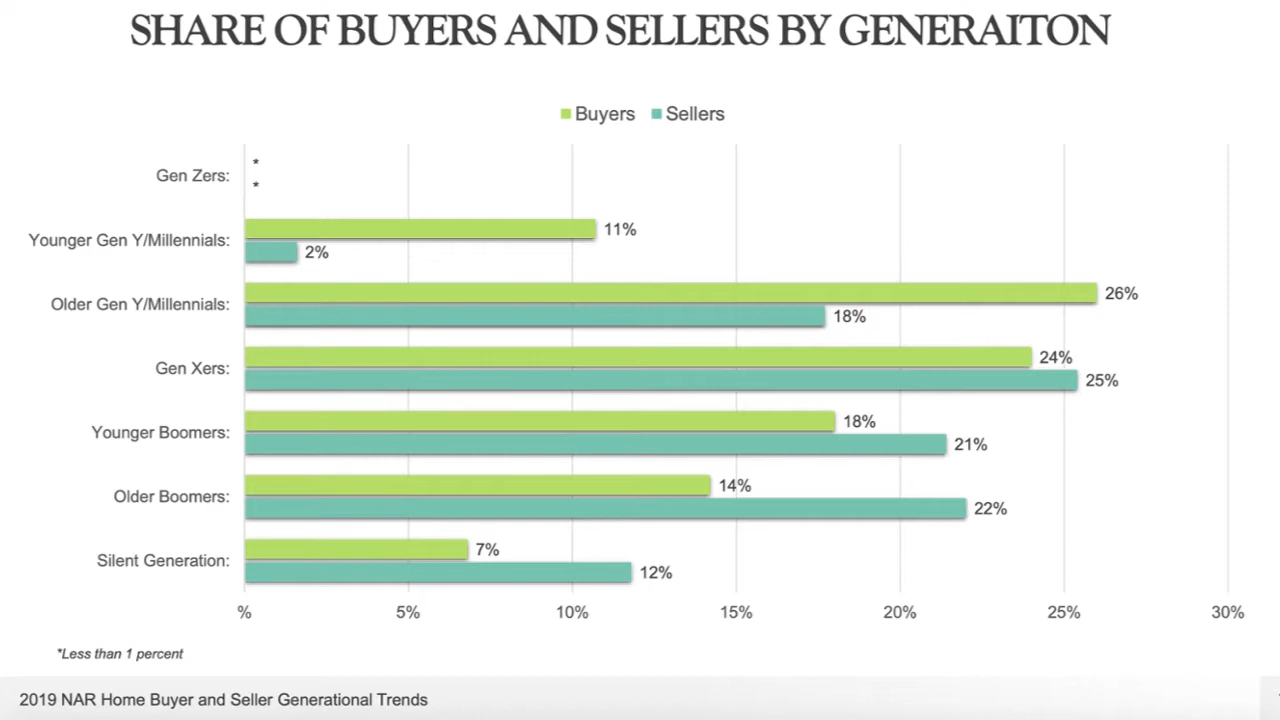 SHARE OF BUYERS AND SELLERS BY GENERAITON
Buyers Sellers
Gen Zers: *
*
Younger Gen Y/Millennials: 11%
2%
Older Gen Y/Millennials: 26%
18%
Gen Xers: 24%
25%
Younger Boomers: 18%
21%
Older Boomers: 14%
22%
Silent Generation: 7%
12%
% 5% 10% 15% 20% 25% 30%
*Less than 1 percent
2019 NAR Home Buyer and Seller Generational Trends